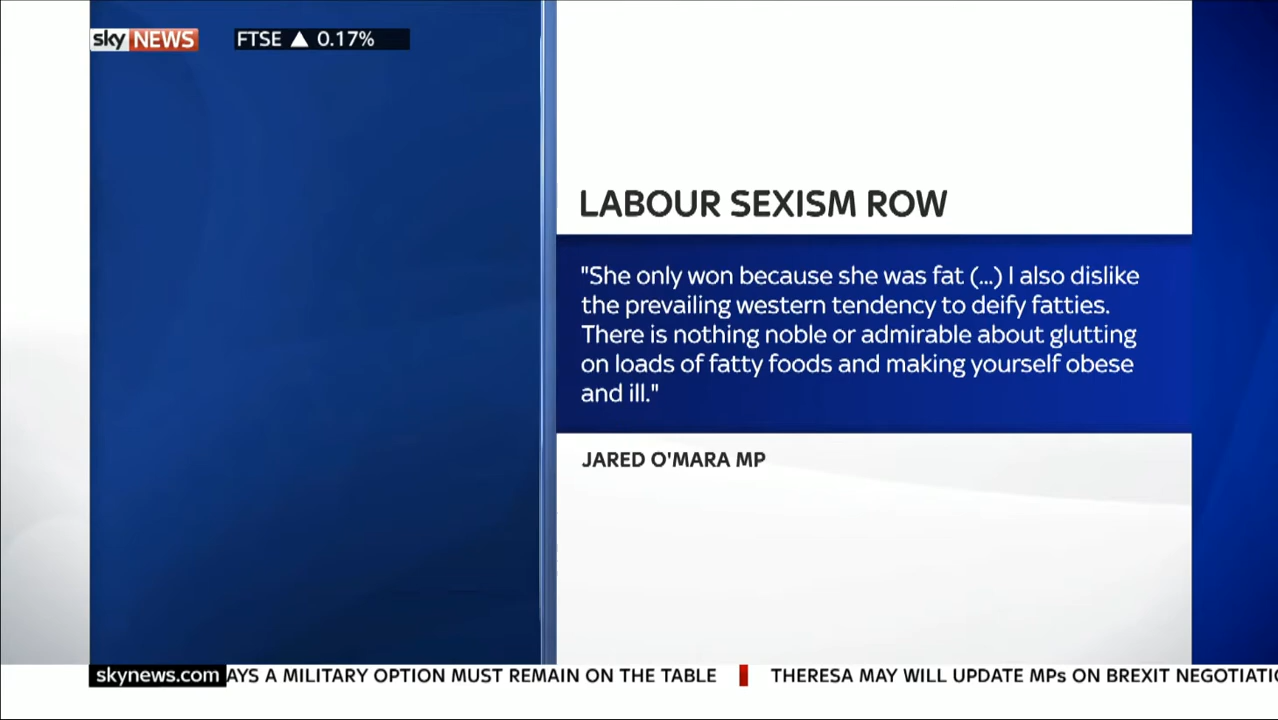 sky NEWS FTSE ▲ 0.17%
LABOUR SEXISM ROW
"She only won because she was fat (...) I also dislike
the prevailing western tendency to deify fatties.
There is nothing noble or admirable about glutting
on loads of fatty foods and making yourself obese
and ill."
JARED O'MARA MP
skynews.com AYS A MILITARY OPTION MUST REMAIN ON THE TABLE THERESA MAY WILL UPDATE MPs ON BREXIT NEGOTIATIO